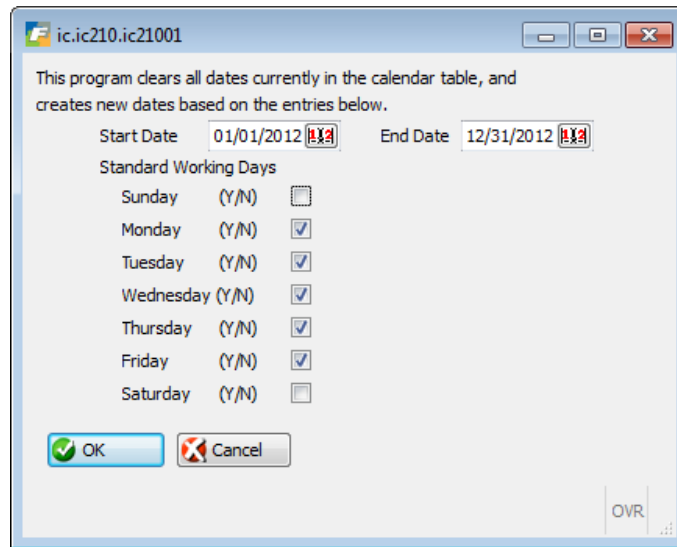 ic.ic210.ic21001
This program clears all dates currently in the calendar table, and
creates new dates based on the entries below.
Start Date 01/01/2012 End Date 12/31/2012
Standard Working Days
Sunday (Y/N)
Monday (Y/N)
Tuesday (Y/N)
Wednesday (Y/N)
Thursday (Y/N)
Friday (Y/N)
Saturday (Y/N)
OK Cancel
OVR